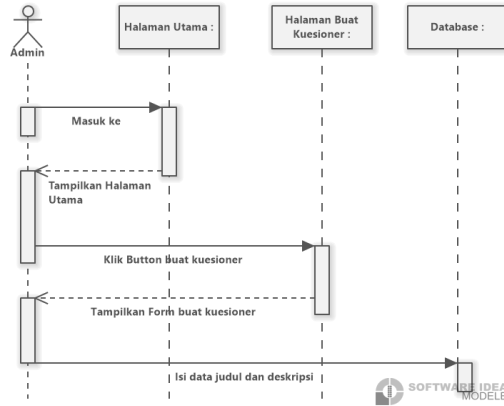 Halaman Utama :
Halaman Buat
Kuesioner :
Database :
Admin
Masuk ke
Tampilkan Halaman
Utama
Klik Button buat kuesioner
Tampilkan Form buat kuesioner
Isi data judul dan deskripsi
SOFTWARE IDEA
MODELE